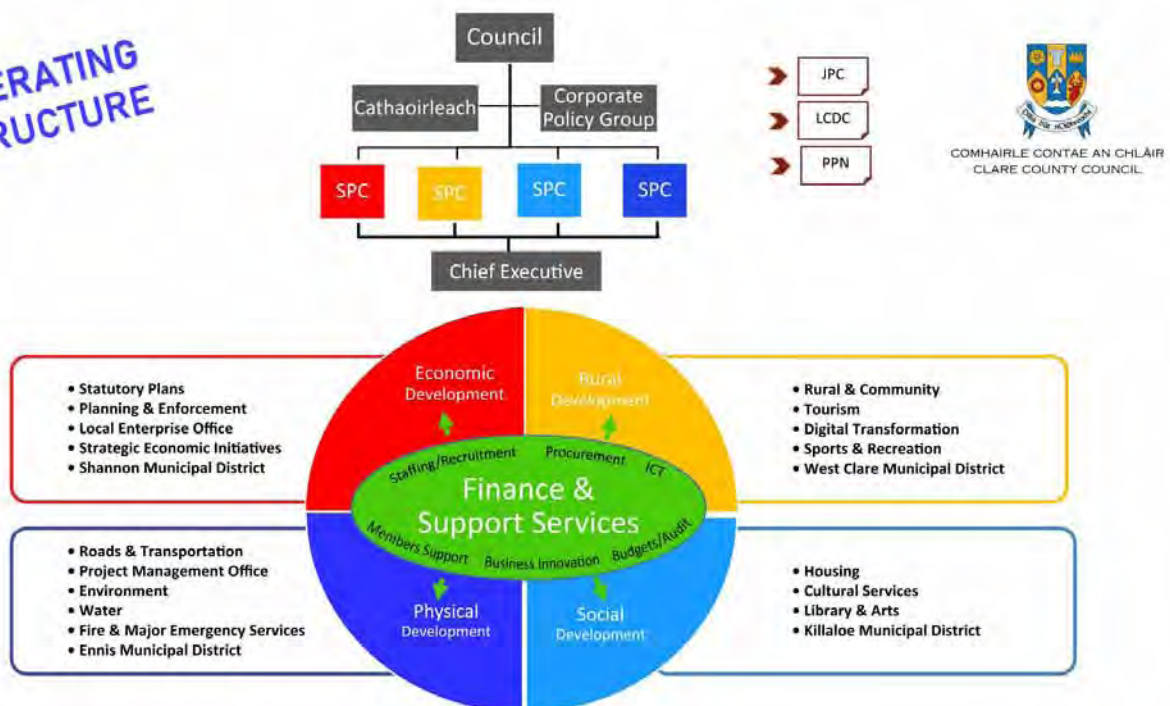 ERATING
RUCTURE
Council
Cathaoirleach
Corporate
Policy Group
SPC
SPC
SPC
SPC
Chief Executive
JPC
LCDC
PPN
COMHAIRLE CONTAE AN CHLÁIR
CLARE COUNTY COUNCIL
• Statutory Plans
• Planning & Enforcement
• Local Enterprise Office
• Strategic Economic Initiatives
• Shannon Municipal District
Economic
Development
Rural
Development
• Rural & Community
• Tourism
• Digital Transformation
• Sports & Recreation
• West Clare Municipal District
Staffing/Recruitment
Procurement
ICT
Finance &
Support Services
Members Support
Business Innovation
Budgets/Audit
• Roads & Transportation
• Project Management Office
• Environment
• Water
• Fire & Major Emergency Services
• Ennis Municipal District
Physical
Development
Social
Development
• Housing
• Cultural Services
• Library & Arts
• Killaloe Municipal District